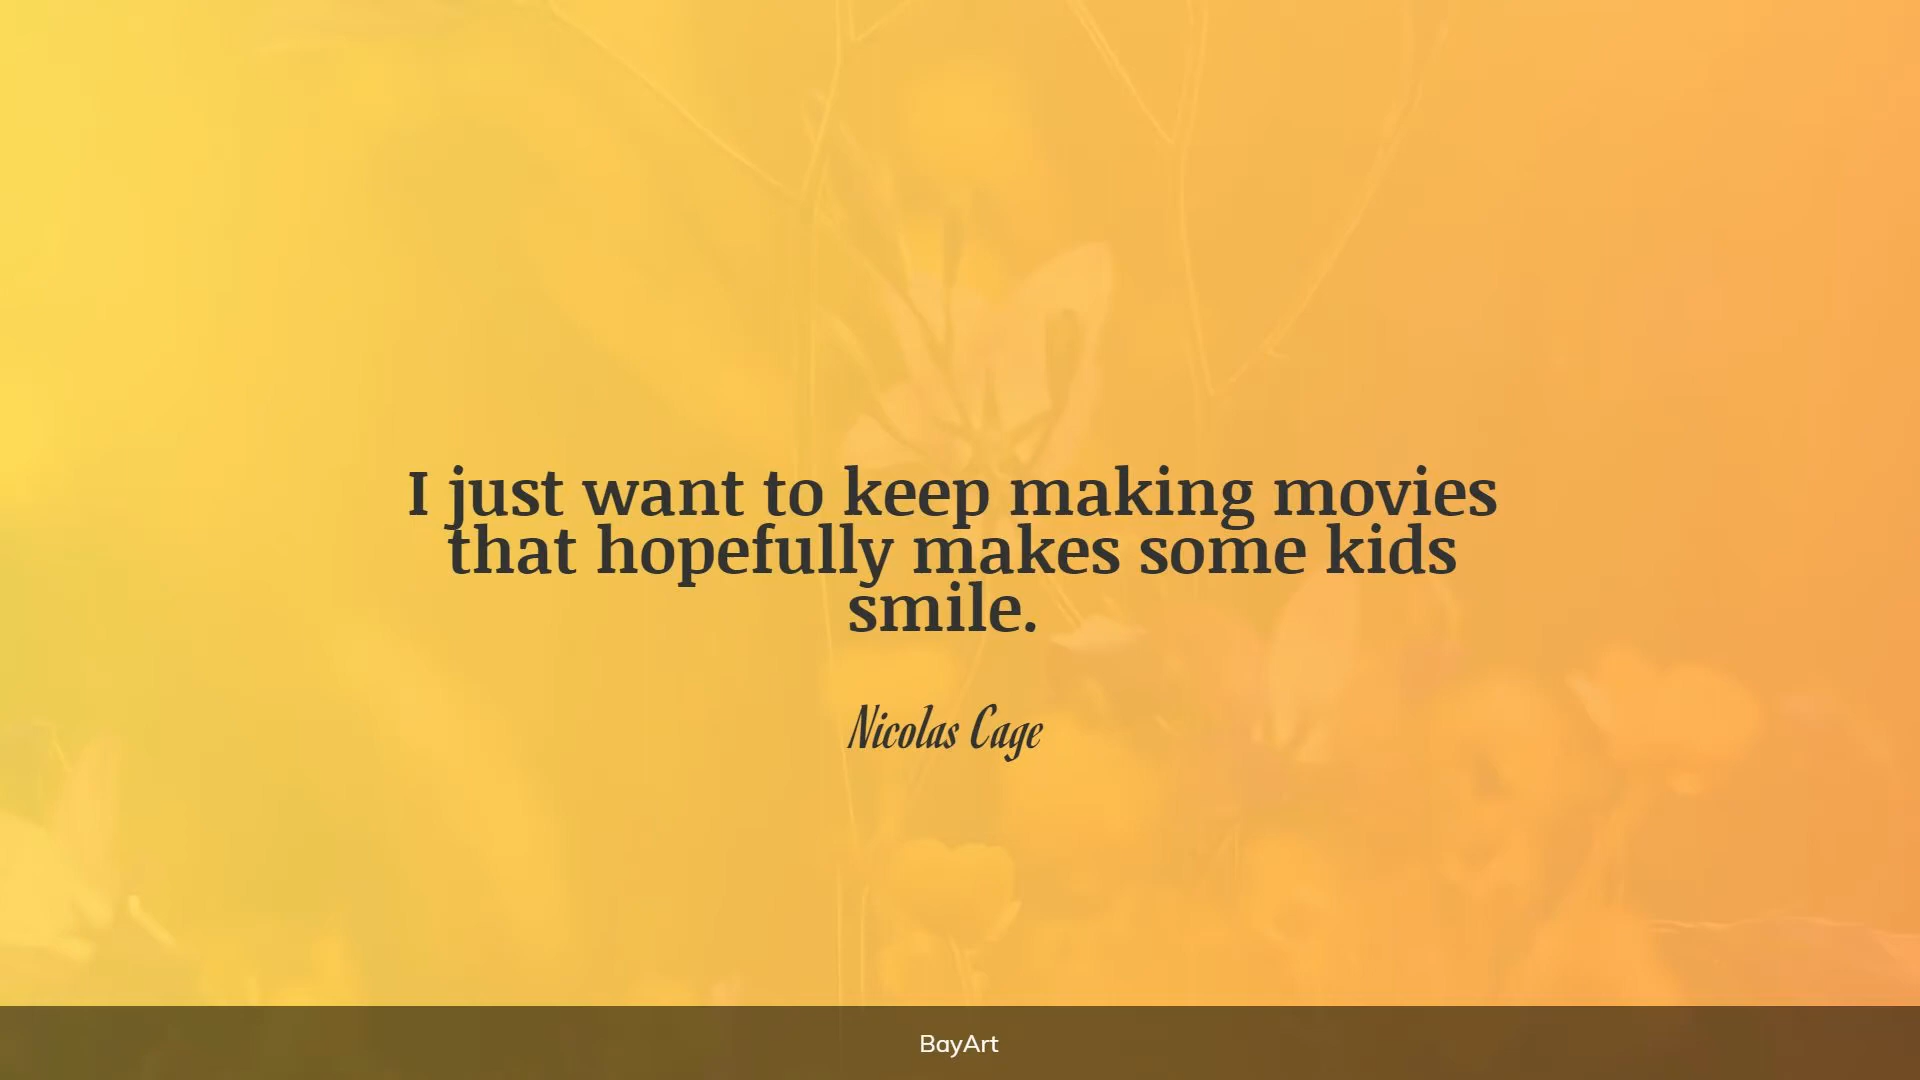 I just want to keep making movies
that hopefully makes some kids
smile.
Nicolas Cage
BayArt